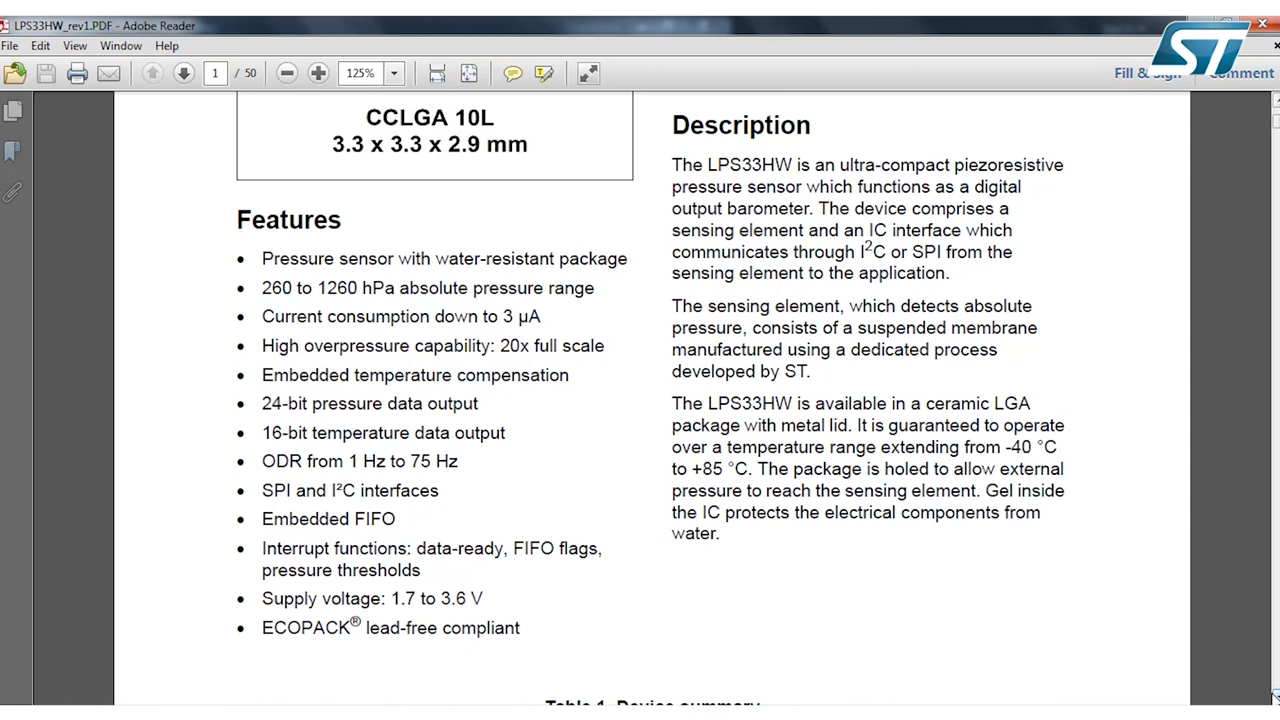 LPS33HW_rev1.PDF - Adobe Reader
File Edit View Window Help
1 / 50 125% Fill & Sign Comment
ST
CCLGA 10L
3.3 x 3.3 x 2.9 mm
Features
• Pressure sensor with water-resistant package
• 260 to 1260 hPa absolute pressure range
• Current consumption down to 3 μA
• High overpressure capability: 20x full scale
• Embedded temperature compensation
• 24-bit pressure data output
• 16-bit temperature data output
• ODR from 1 Hz to 75 Hz
• SPI and I²C interfaces
• Embedded FIFO
• Interrupt functions: data-ready, FIFO flags,
pressure thresholds
• Supply voltage: 1.7 to 3.6 V
• ECOPACK® lead-free compliant
Description
The LPS33HW is an ultra-compact piezoresistive
pressure sensor which functions as a digital
output barometer. The device comprises a
sensing element and an IC interface which
communicates through I²C or SPI from the
sensing element to the application.
The sensing element, which detects absolute
pressure, consists of a suspended membrane
manufactured using a dedicated process
developed by ST.
The LPS33HW is available in a ceramic LGA
package with metal lid. It is guaranteed to operate
over a temperature range extending from -40 °C
to +85 °C. The package is holed to allow external
pressure to reach the sensing element. Gel inside
the IC protects the electrical components from
water.
Table 1. Device summary